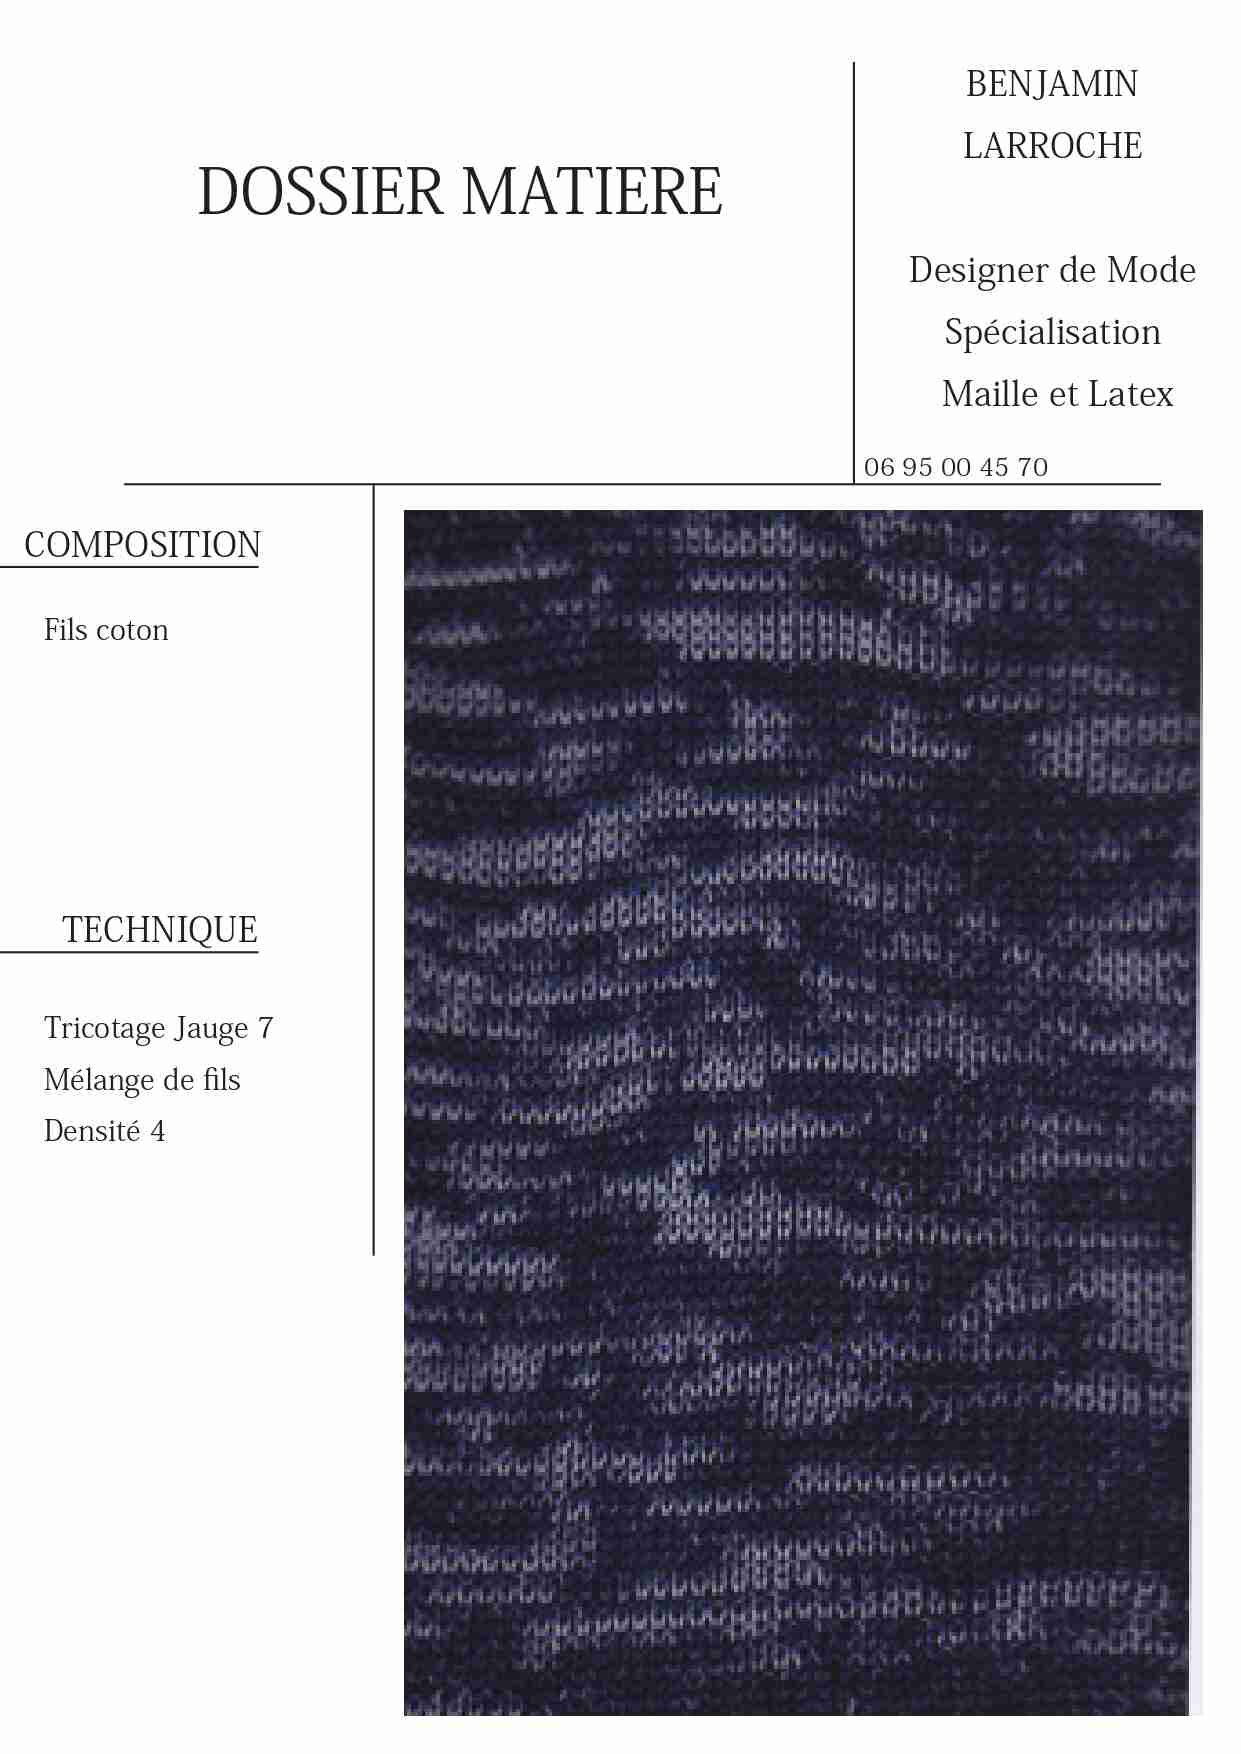 DOSSIER MATIERE
BENJAMIN
LARROCHE
Designer de Mode
Spécialisation
Maille et Latex
06 95 00 45 70
COMPOSITION
Fils coton
TECHNIQUE
Tricotage Jauge 7
Mélange de fils
Densité 4